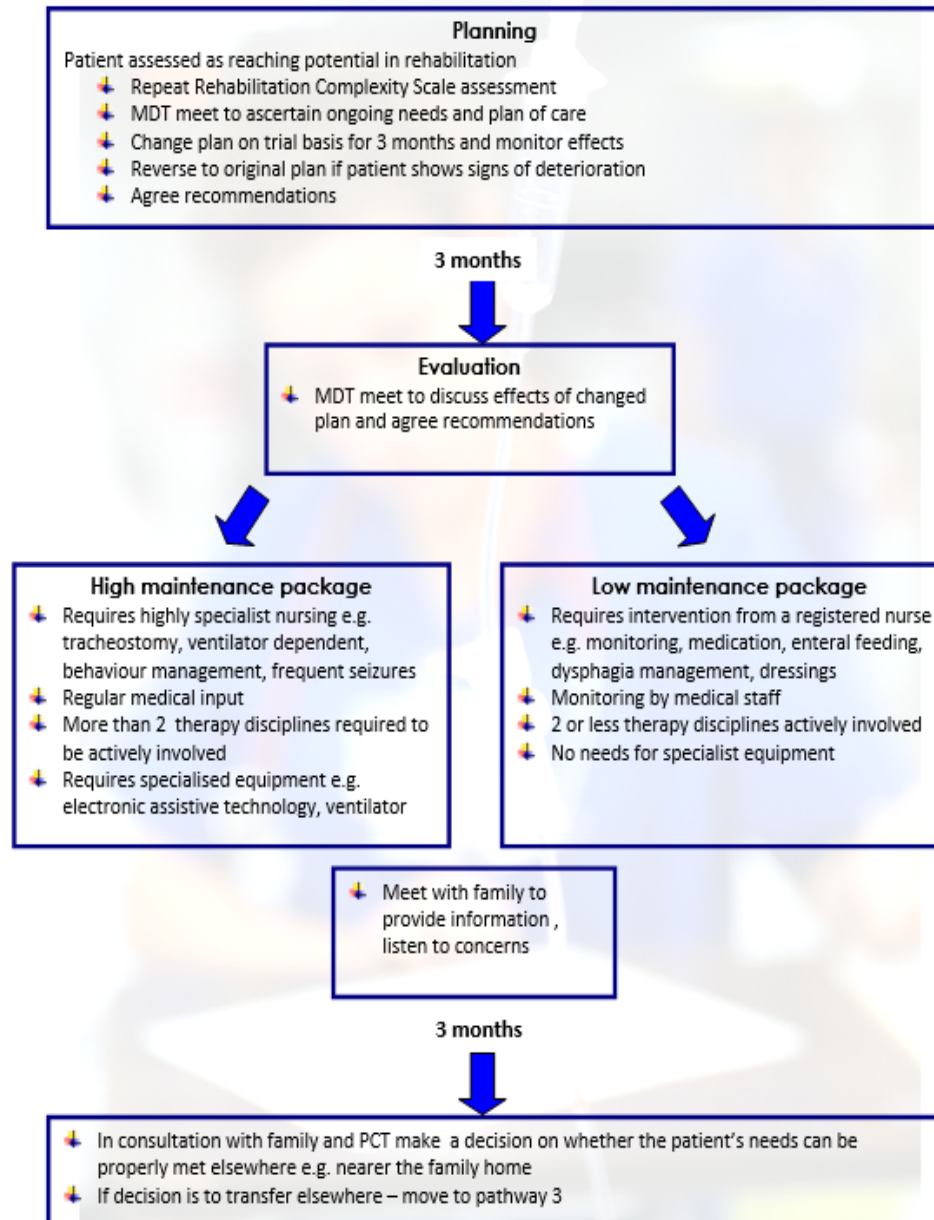 Planning
Patient assessed as reaching potential in rehabilitation
Repeat Rehabilitation Complexity Scale assessment
MDT meet to ascertain ongoing needs and plan of care
Change plan on trial basis for 3 months and monitor effects
Reverse to original plan if patient shows signs of deterioration
Agree recommendations
3 months
Evaluation
MDT meet to discuss effects of changed
plan and agree recommendations
High maintenance package
Requires highly specialist nursing e.g.
tracheostomy, ventilator dependent,
behaviour management, frequent seizures
Regular medical input
More than 2 therapy disciplines required to
be actively involved
Requires specialised equipment e.g.
electronic assistive technology, ventilator
Low maintenance package
Requires intervention from a registered nurse
e.g. monitoring, medication, enteral feeding,
dysphagia management, dressings
Monitoring by medical staff
2 or less therapy disciplines actively involved
No needs for specialist equipment
Meet with family to
provide information ,
listen to concerns
3 months
In consultation with family and PCT make a decision on whether the patient's needs can be
properly met elsewhere e.g. nearer the family home
If decision is to transfer elsewhere – move to pathway 3